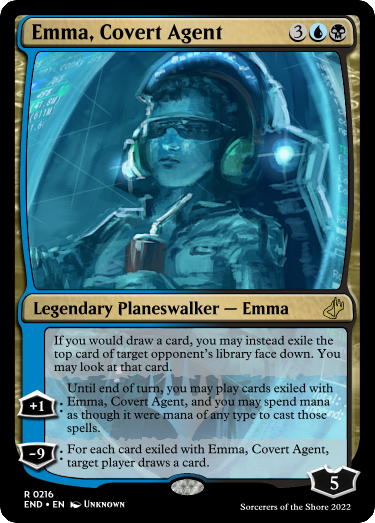 Emma, Covert Agent 3
Legendary Planeswalker — Emma
If you would draw a card, you may instead exile the
top card of target opponent's library face down. You
may look at that card.
+1: Until end of turn, you may play cards exiled with
Emma, Covert Agent, and you may spend mana
as though it were mana of any type to cast those
spells.
-9: For each card exiled with Emma, Covert Agent,
target player draws a card.
5
R 0216
END • EN Unknown
Sorcerers of the Shore 2022